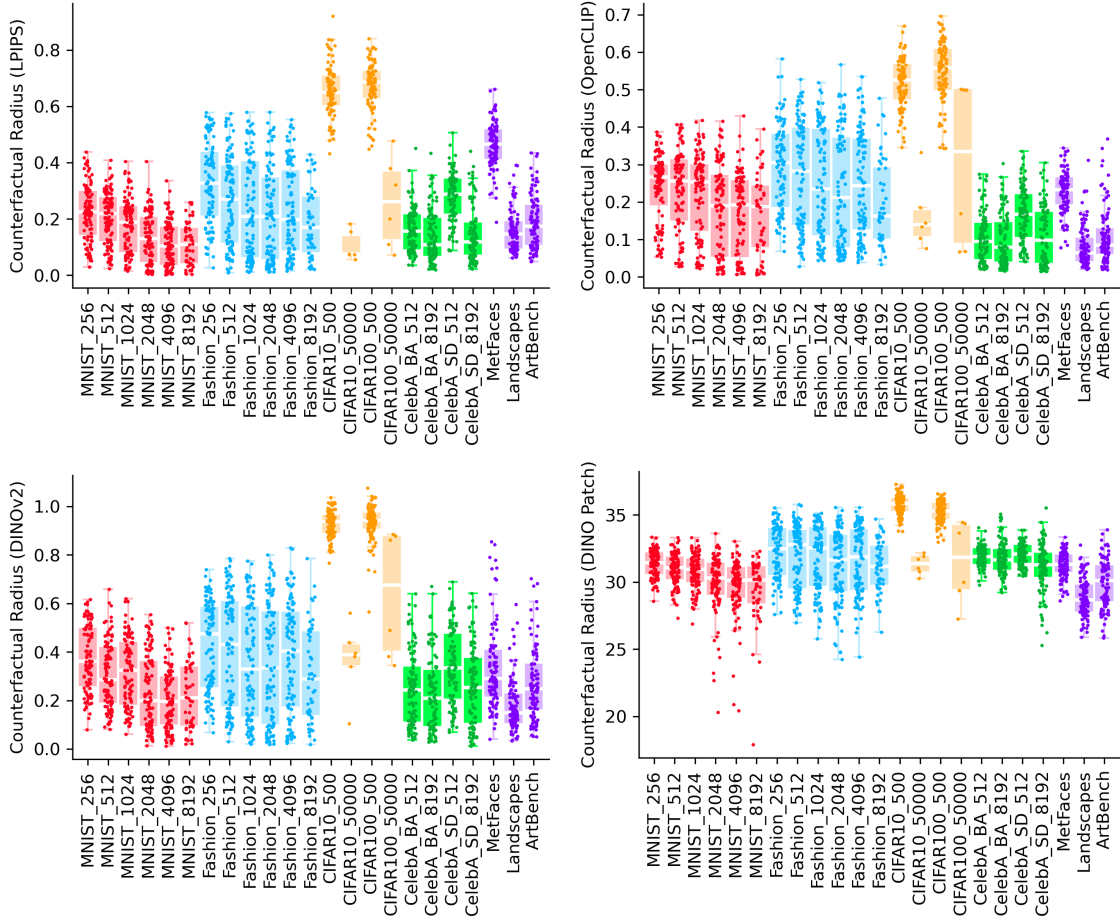 Counterfactual Radius (LPIPS)
0.8
0.6
0.4
0.2
0.0
MNIST_256
MNIST_512
MNIST_1024
MNIST_2048
MNIST_4096
MNIST_8192
Fashion_256
Fashion_512
Fashion_1024
Fashion_2048
Fashion_4096
Fashion_8192
CIFAR10_500
CIFAR10_50000
CIFAR100_500
CIFAR100_50000
CelebA_BA_512
CelebA_BA_8192
CelebA_SD_512
CelebA_SD_8192
MetFaces
Landscapes
ArtBench
Counterfactual Radius (OpenCLIP)
0.7
0.6
0.5
0.4
0.3
0.2
0.1
0.0
MNIST_256
MNIST_512
MNIST_1024
MNIST_2048
MNIST_4096
MNIST_8192
Fashion_256
Fashion_512
Fashion_1024
Fashion_2048
Fashion_4096
Fashion_8192
CIFAR10_500
CIFAR10_50000
CIFAR100_500
CIFAR100_50000
CelebA_BA_512
CelebA_BA_8192
CelebA_SD_512
CelebA_SD_8192
MetFaces
Landscapes
ArtBench
Counterfactual Radius (DINOv2)
1.0
0.8
0.6
0.4
0.2
0.0
MNIST_256
MNIST_512
MNIST_1024
MNIST_2048
MNIST_4096
MNIST_8192
Fashion_256
Fashion_512
Fashion_1024
Fashion_2048
Fashion_4096
Fashion_8192
CIFAR10_500
CIFAR10_50000
CIFAR100_500
CIFAR100_50000
CelebA_BA_512
CelebA_BA_8192
CelebA_SD_512
CelebA_SD_8192
MetFaces
Landscapes
ArtBench
Counterfactual Radius (DINO Patch)
35
30
25
20
MNIST_256
MNIST_512
MNIST_1024
MNIST_2048
MNIST_4096
MNIST_8192
Fashion_256
Fashion_512
Fashion_1024
Fashion_2048
Fashion_4096
Fashion_8192
CIFAR10_500
CIFAR10_50000
CIFAR100_500
CIFAR100_50000
CelebA_BA_512
CelebA_BA_8192
CelebA_SD_512
CelebA_SD_8192
MetFaces
Landscapes
ArtBench